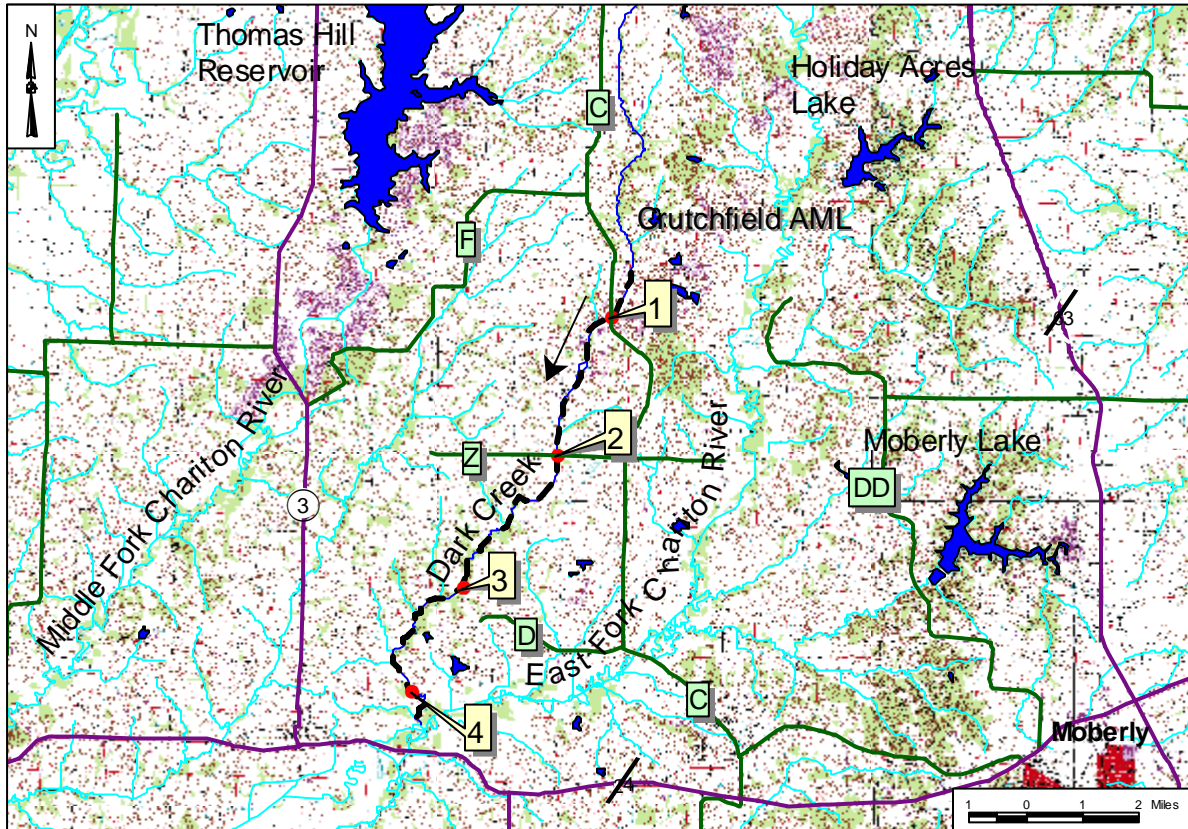 N
Thomas Hill
Reservoir
Holiday Acres
Lake
C
Crutchfield AML
F
1
63
Middle Fork Chariton River
2
Z
Moberly Lake
DD
3
Dark Creek
3
East Fork Chariton River
D
C
4
Moberly
24
1 0 1 2 Miles